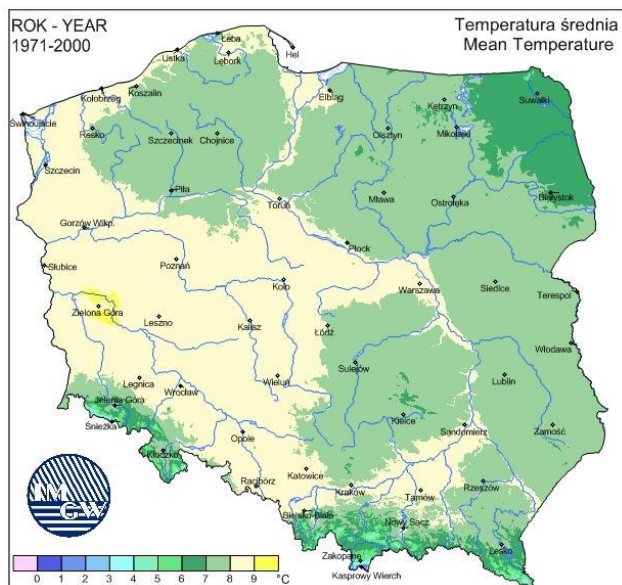 ROK - YEAR
1971-2000
Temperatura średnia
Mean Temperature
Łeba
Hel
Ustka
Lębork
Koszalin
Kołobrzeg
Elbląg
Kętrzyn
Suwałki
Świnoujście
Resko
Szczecinek
Chojnice
Olsztyn
Mikołajki
Szczecin
Piła
Białystok
Toruń
Mława
Ostrołęka
Gorzów Wlkp.
Płock
Słubice
Poznań
Koło
Warszawa
Siedlce
Terespol
Zielona Góra
Leszno
Kalisz
Łódź
Włodawa
Sulejów
Legnica
Wrocław
Wieluń
Lublin
Jelenia Góra
Śnieżka
Opole
Kielce
Sandomierz
Zamość
Kłodzko
Racibórz
Katowice
Kraków
Tarnów
Rzeszów
IM
GW
Bielsko-Biała
Nowy Sącz
Lesko
Zakopane
Kasprowy Wierch
0 1 2 3 4 5 6 7 8 9 °C